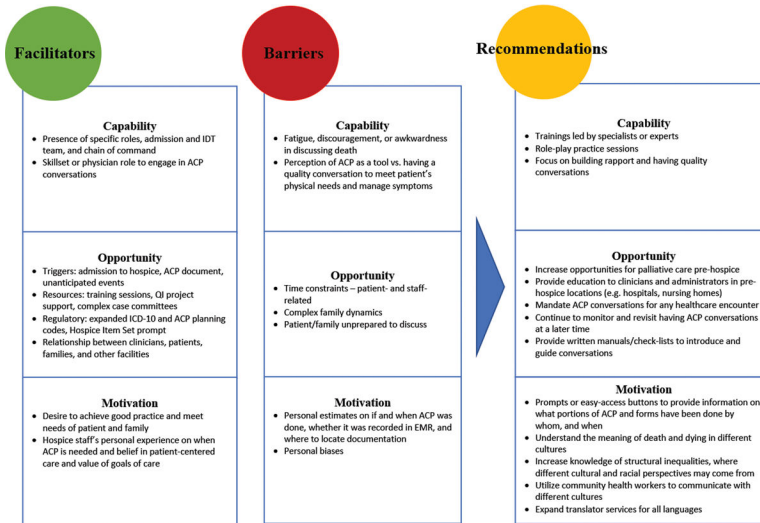 Facilitators
Capability
• Presence of specific roles, admission and IDT
team, and chain of command
• Skillset or physician role to engage in ACP
conversations
Opportunity
• Triggers: admission to hospice, ACP document,
unanticipated events
• Resources: training sessions, QI project
support, complex case committees
• Regulatory: expanded ICD-10 and ACP planning
codes, Hospice Item Set prompt
• Relationship between clinicians, patients,
families, and other facilities
Motivation
• Desire to achieve good practice and meet
needs of patient and family
• Hospice staff's personal experience on when
ACP is needed and belief in patient-centered
care and value of goals of care
Barriers
Capability
• Fatigue, discouragement, or awkwardness
in discussing death
• Perception of ACP as a tool vs. having a
quality conversation to meet patient's
physical needs and manage symptoms
Opportunity
• Time constraints – patient- and staff-
related
• Complex family dynamics
• Patient/family unprepared to discuss
Motivation
• Personal estimates on if and when ACP was
done, whether it was recorded in EMR, and
where to locate documentation
• Personal biases
Recommendations
Capability
• Trainings led by specialists or experts
• Role-play practice sessions
• Focus on building rapport and having quality
conversations
Opportunity
• Increase opportunities for palliative care pre-hospice
• Provide education to clinicians and administrators in pre-
hospice locations (e.g. hospitals, nursing homes)
• Mandate ACP conversations for any healthcare encounter
• Continue to monitor and revisit having ACP conversations
at a later time
• Provide written manuals/check-lists to introduce and
guide conversations
Motivation
• Prompts or easy-access buttons to provide information on
what portions of ACP and forms have been done by
whom, and when
• Understand the meaning of death and dying in different
cultures
• Increase knowledge of structural inequalities, where
different cultural and racial perspectives may come from
• Utilize community health workers to communicate with
different cultures
• Expand translator services for all languages